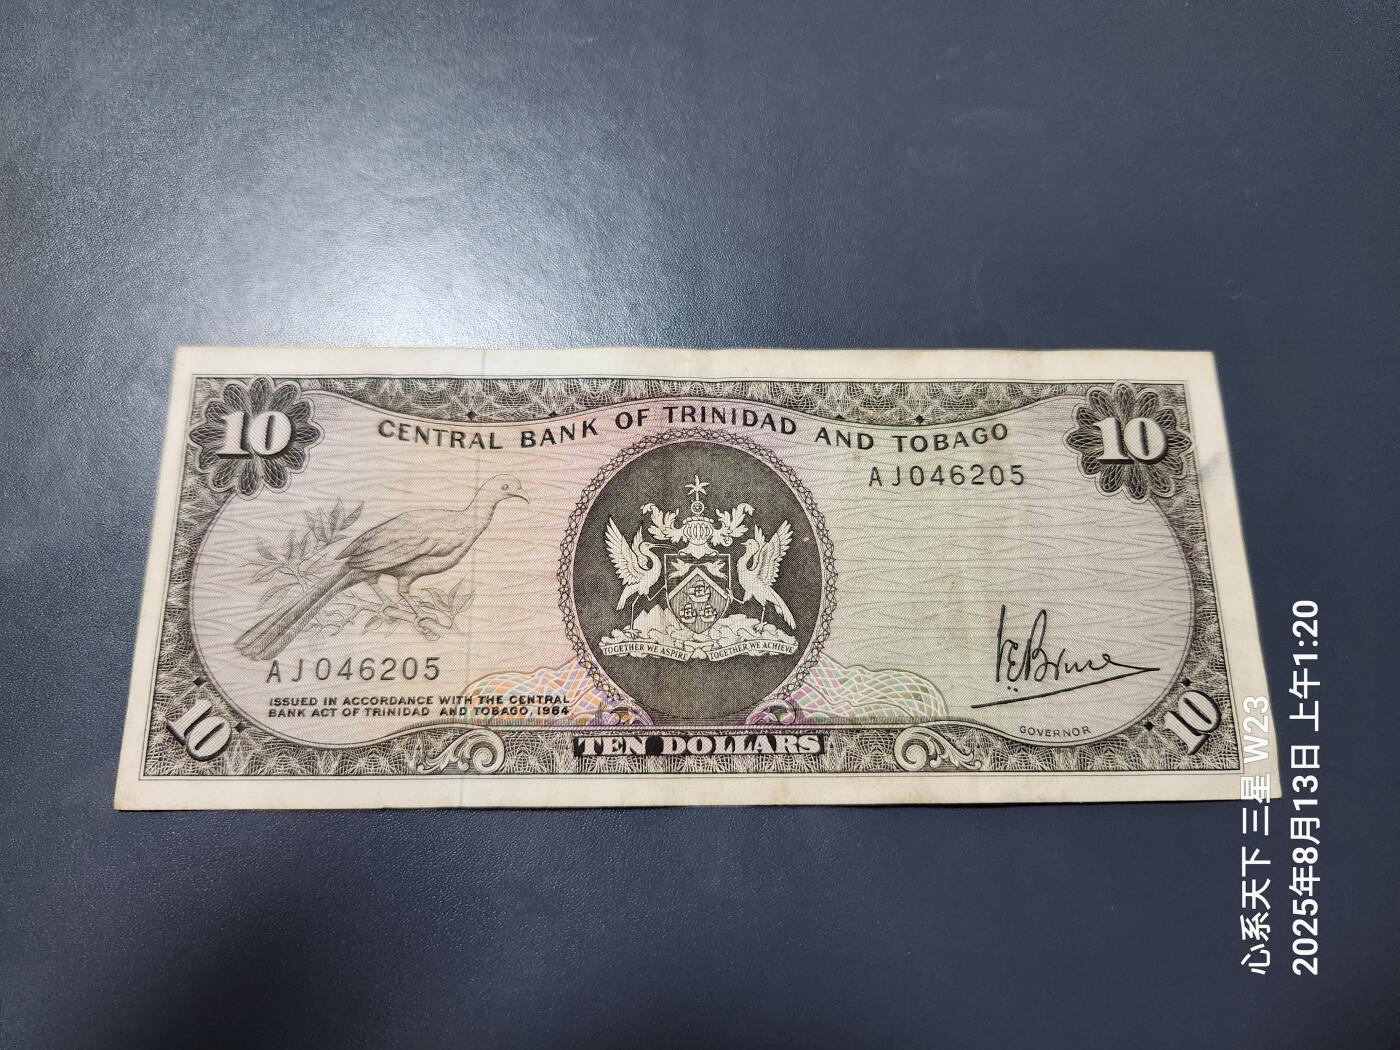 10
10
CENTRAL BANK OF TRINIDAD AND TOBAGO
AJ046205
TOGETHER WE ASPIRE TOGETHER WE ACHIEVE
AJ046205
ISSUED IN ACCORDANCE WITH THE CENTRAL
BANK ACT OF TRINIDAD AND TOBAGO, 1964
V.E. Bruce
GOVERNOR
10
TEN DOLLARS
10
心系天下 三星 W23
2025年8月13日 上午1:20